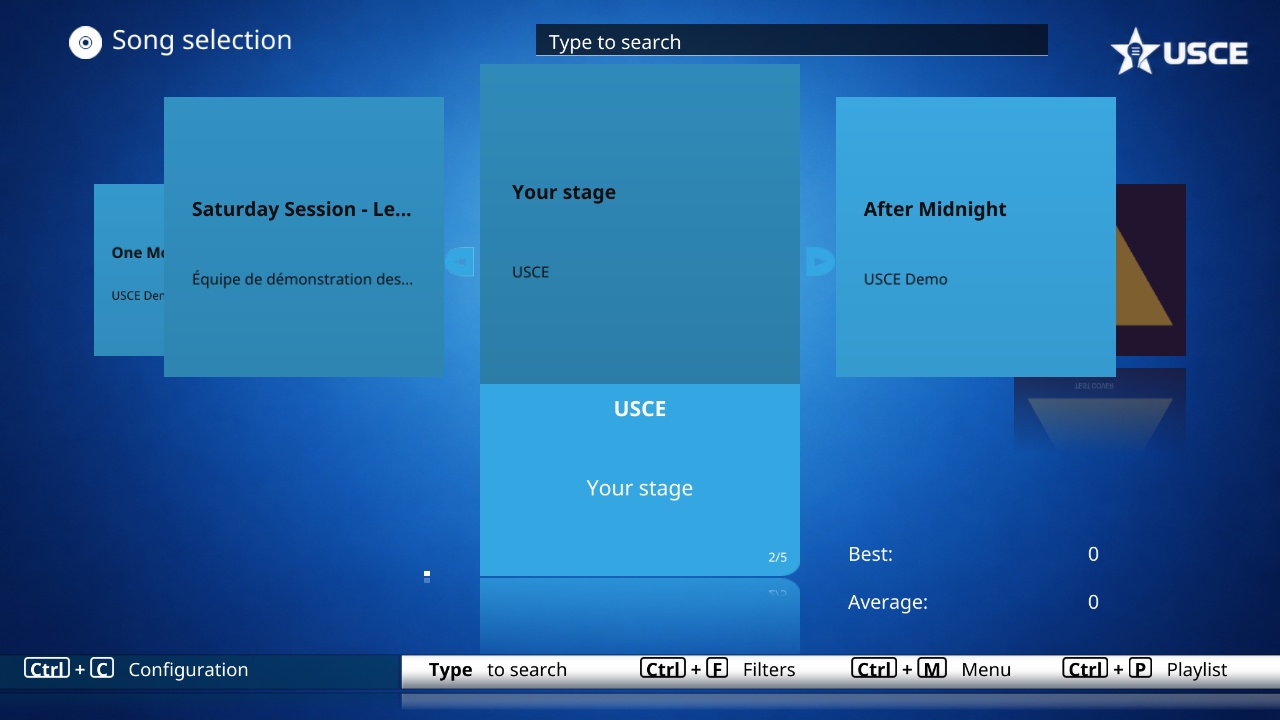 Song selection
Type to search
USCE
One Mo
USCE Den
Saturday Session - Le...
Équipe de démonstration des...
Your stage
USCE
After Midnight
USCE Demo
USCE
Your stage
2/5
Best: 0
Average: 0
Ctrl + C Configuration
Type to search
Ctrl + F Filters
Ctrl + M Menu
Ctrl + P Playlist